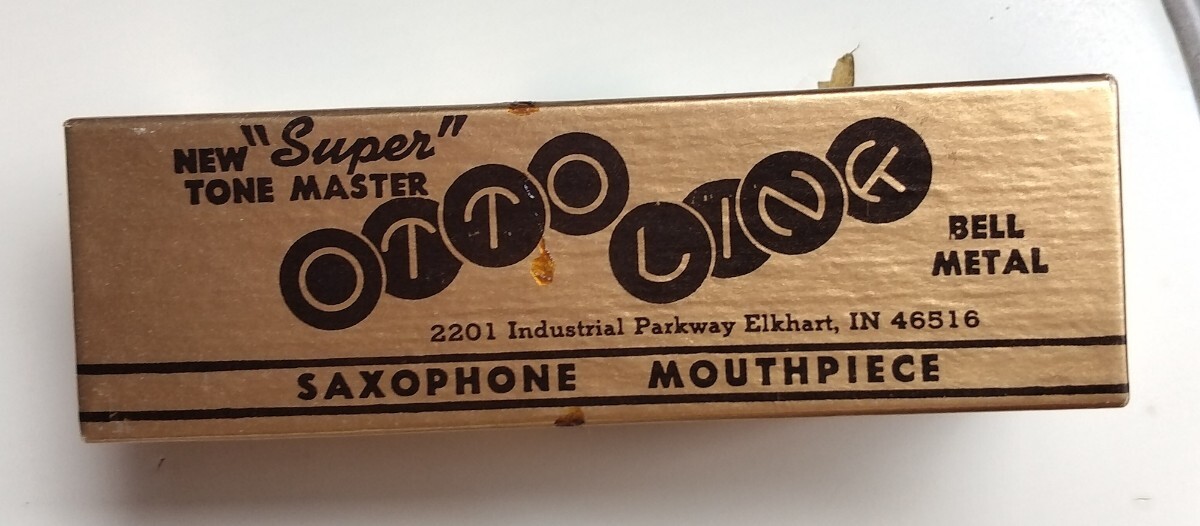 NEW "Super"
TONE MASTER
OTTO LINK
BELL
METAL
2201 Industrial Parkway Elkhart, IN 46516
SAXOPHONE MOUTHPIECE